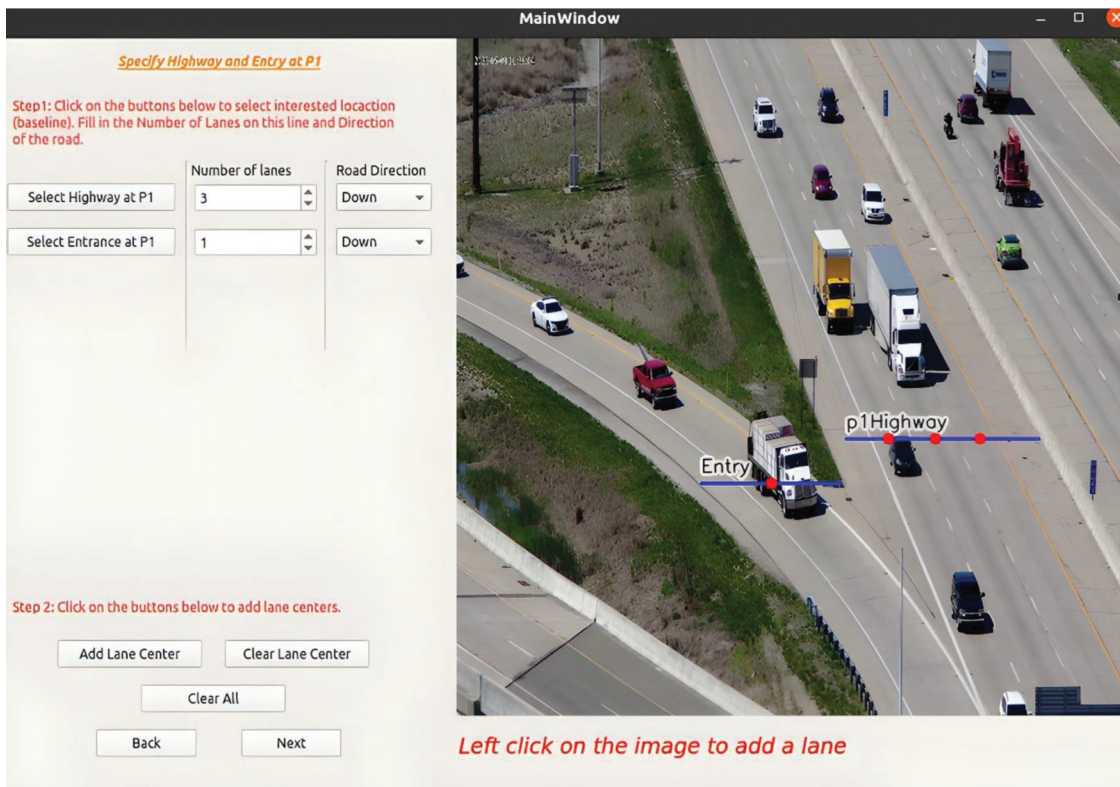 MainWindow
Specify Highway and Entry at P1
Step1: Click on the buttons below to select interested locaction
(baseline). Fill in the Number of Lanes on this line and Direction
of the road.
Number of lanes
Road Direction
Select Highway at P1
3
Down
Select Entrance at P1
1
Down
p1Highway
Entry
Step 2: Click on the buttons below to add lane centers.
Add Lane Center
Clear Lane Center
Clear All
Back
Next
Left click on the image to add a lane